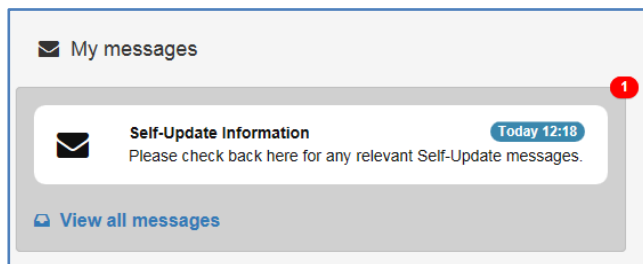 My messages
1
Self-Update Information Today 12:18
Please check back here for any relevant Self-Update messages.
View all messages